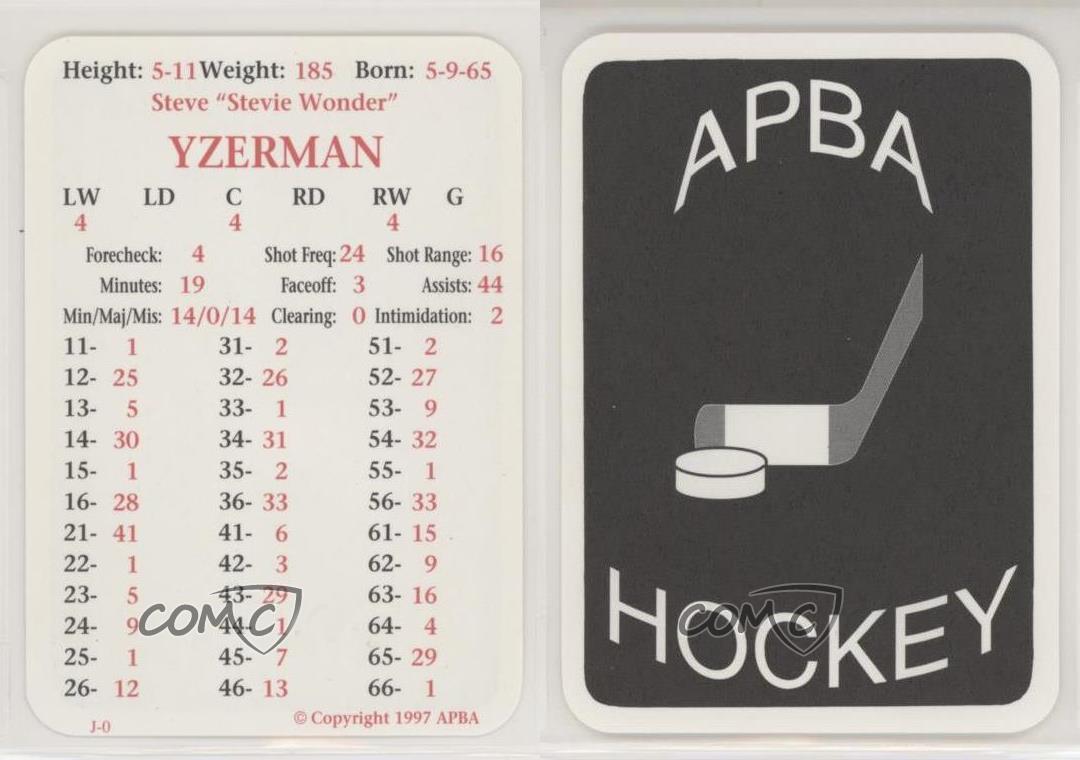 Height: 5-11 Weight: 185 Born: 5-9-65
Steve “Stevie Wonder”
YZERMAN
LW LD C RD RW G
4 4 4
Forecheck: 4 Shot Freq: 24 Shot Range: 16
Minutes: 19 Faceoff: 3 Assists: 44
Min/Maj/Mis: 14/0/14 Clearing: 0 Intimidation: 2
11- 1 31- 2 51- 2
12- 25 32- 26 52- 27
13- 5 33- 1 53- 9
14- 30 34- 31 54- 32
15- 1 35- 2 55- 1
16- 28 36- 33 56- 33
21- 41 41- 6 61- 15
22- 1 42- 3 62- 9
23- 5 43- 29 63- 16
24- 9 44- 1 64- 4
25- 1 45- 7 65- 29
26- 12 46- 13 66- 1
J-0 © Copyright 1997 APBA
COMC
APBA
HOCKEY
COMC